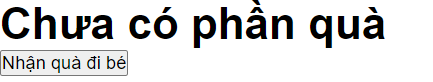 Chưa có phần quà
Nhận quà đi bé